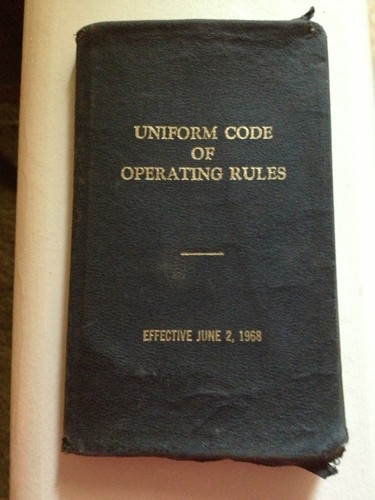 UNIFORM CODE
OF
OPERATING RULES
EFFECTIVE JUNE 2, 1968